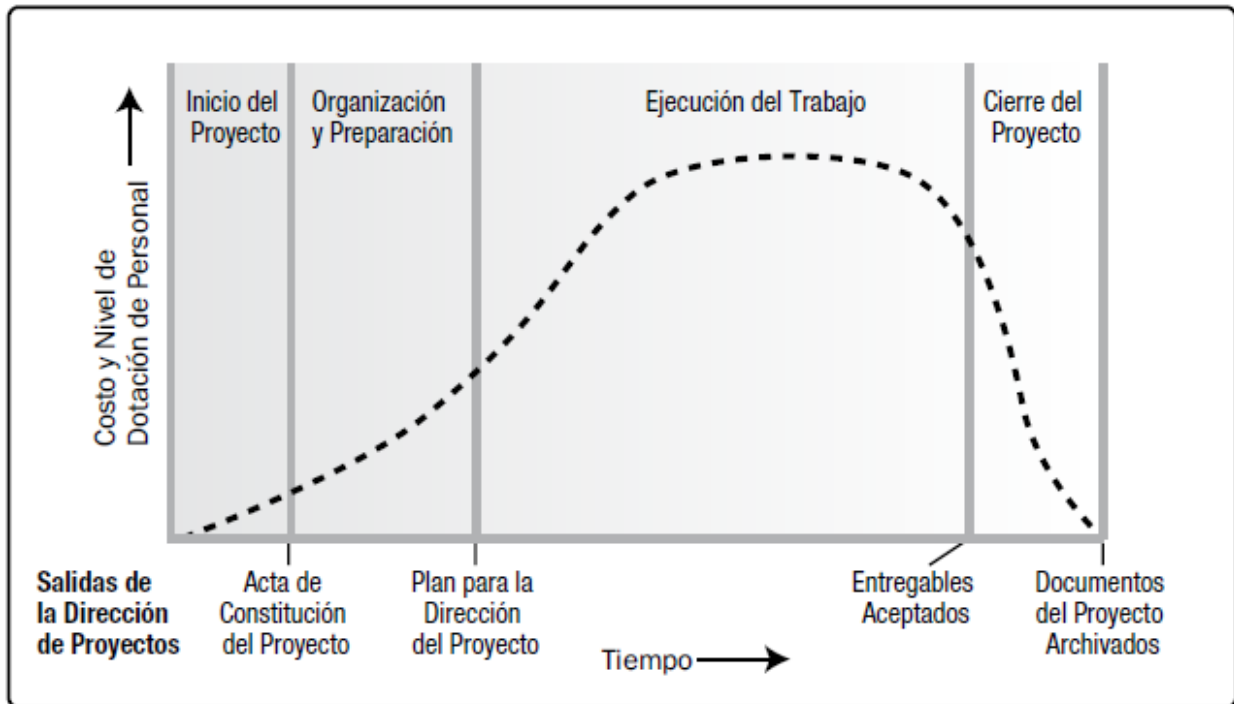 Inicio del
Proyecto
Organización
y Preparación
Ejecución del Trabajo
Cierre del
Proyecto
Costo y Nivel de
Dotación de Personal
Salidas de
la Dirección
de Proyectos
Acta de
Constitución
del Proyecto
Plan para la
Dirección
del Proyecto
Tiempo
Entregables
Aceptados
Documentos
del Proyecto
Archivados